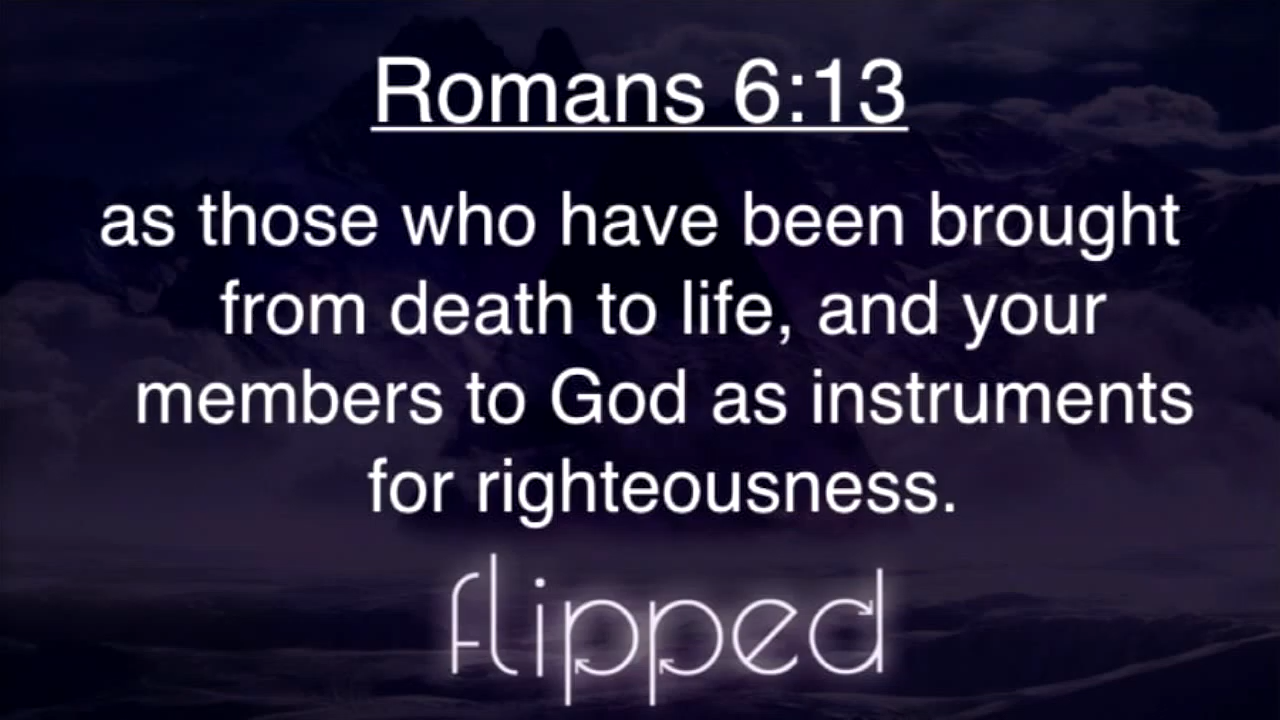 Romans 6:13
as those who have been brought
from death to life, and your
members to God as instruments
for righteousness.
flipped